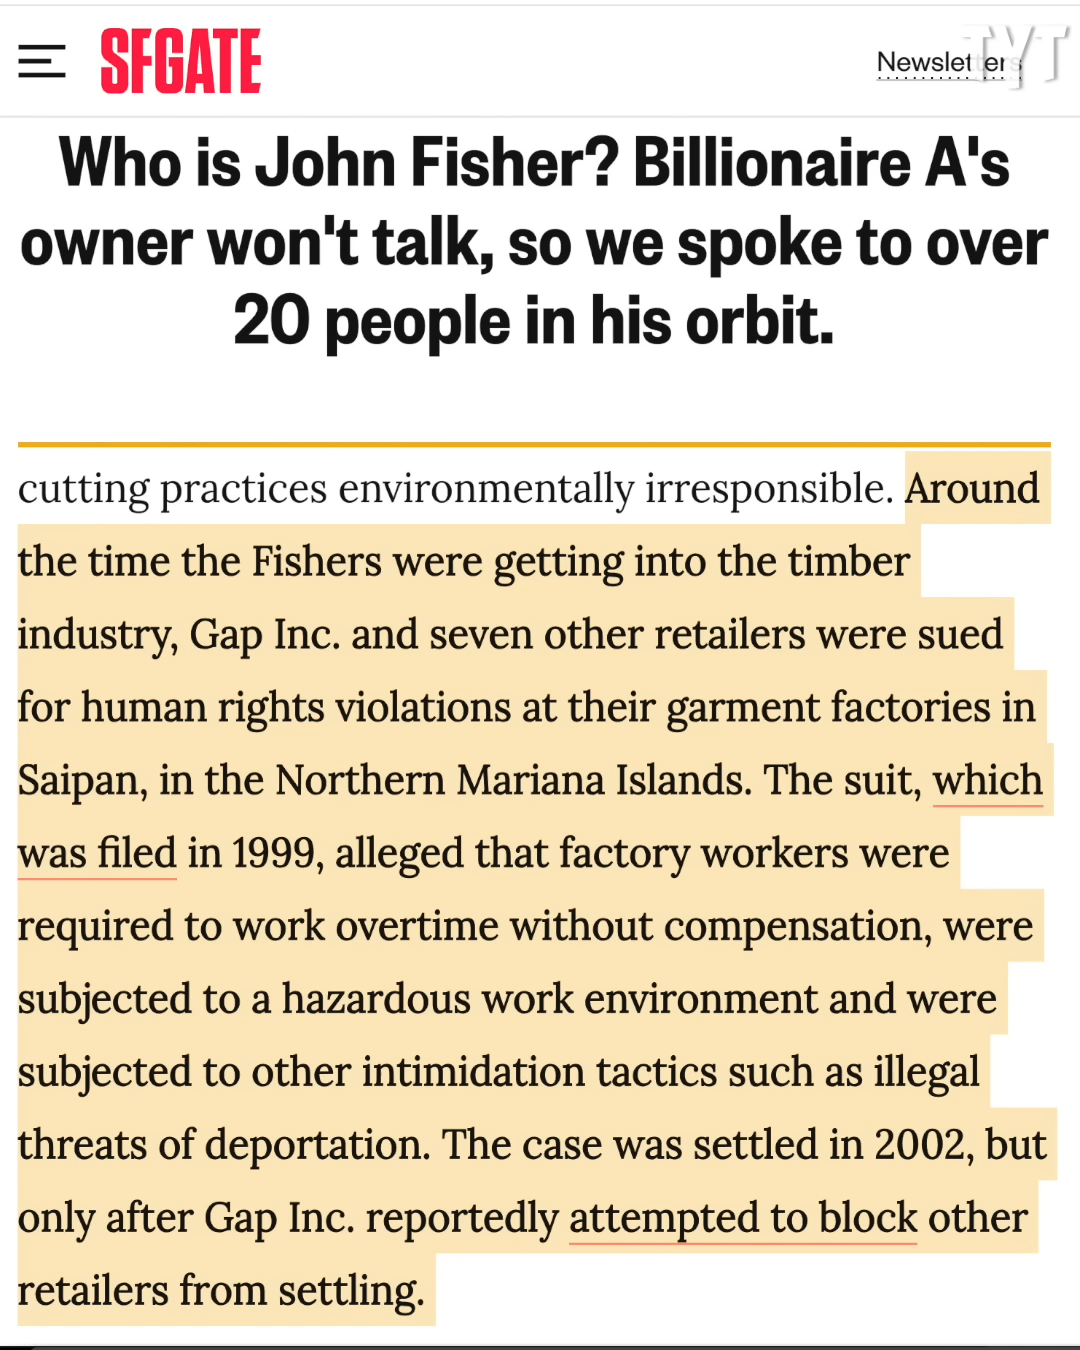 SFGATE
Newsletters
TYT
Who is John Fisher? Billionaire A's
owner won't talk, so we spoke to over
20 people in his orbit.
cutting practices environmentally irresponsible. Around
the time the Fishers were getting into the timber
industry, Gap Inc. and seven other retailers were sued
for human rights violations at their garment factories in
Saipan, in the Northern Mariana Islands. The suit, which
was filed in 1999, alleged that factory workers were
required to work overtime without compensation, were
subjected to a hazardous work environment and were
subjected to other intimidation tactics such as illegal
threats of deportation. The case was settled in 2002, but
only after Gap Inc. reportedly attempted to block other
retailers from settling.